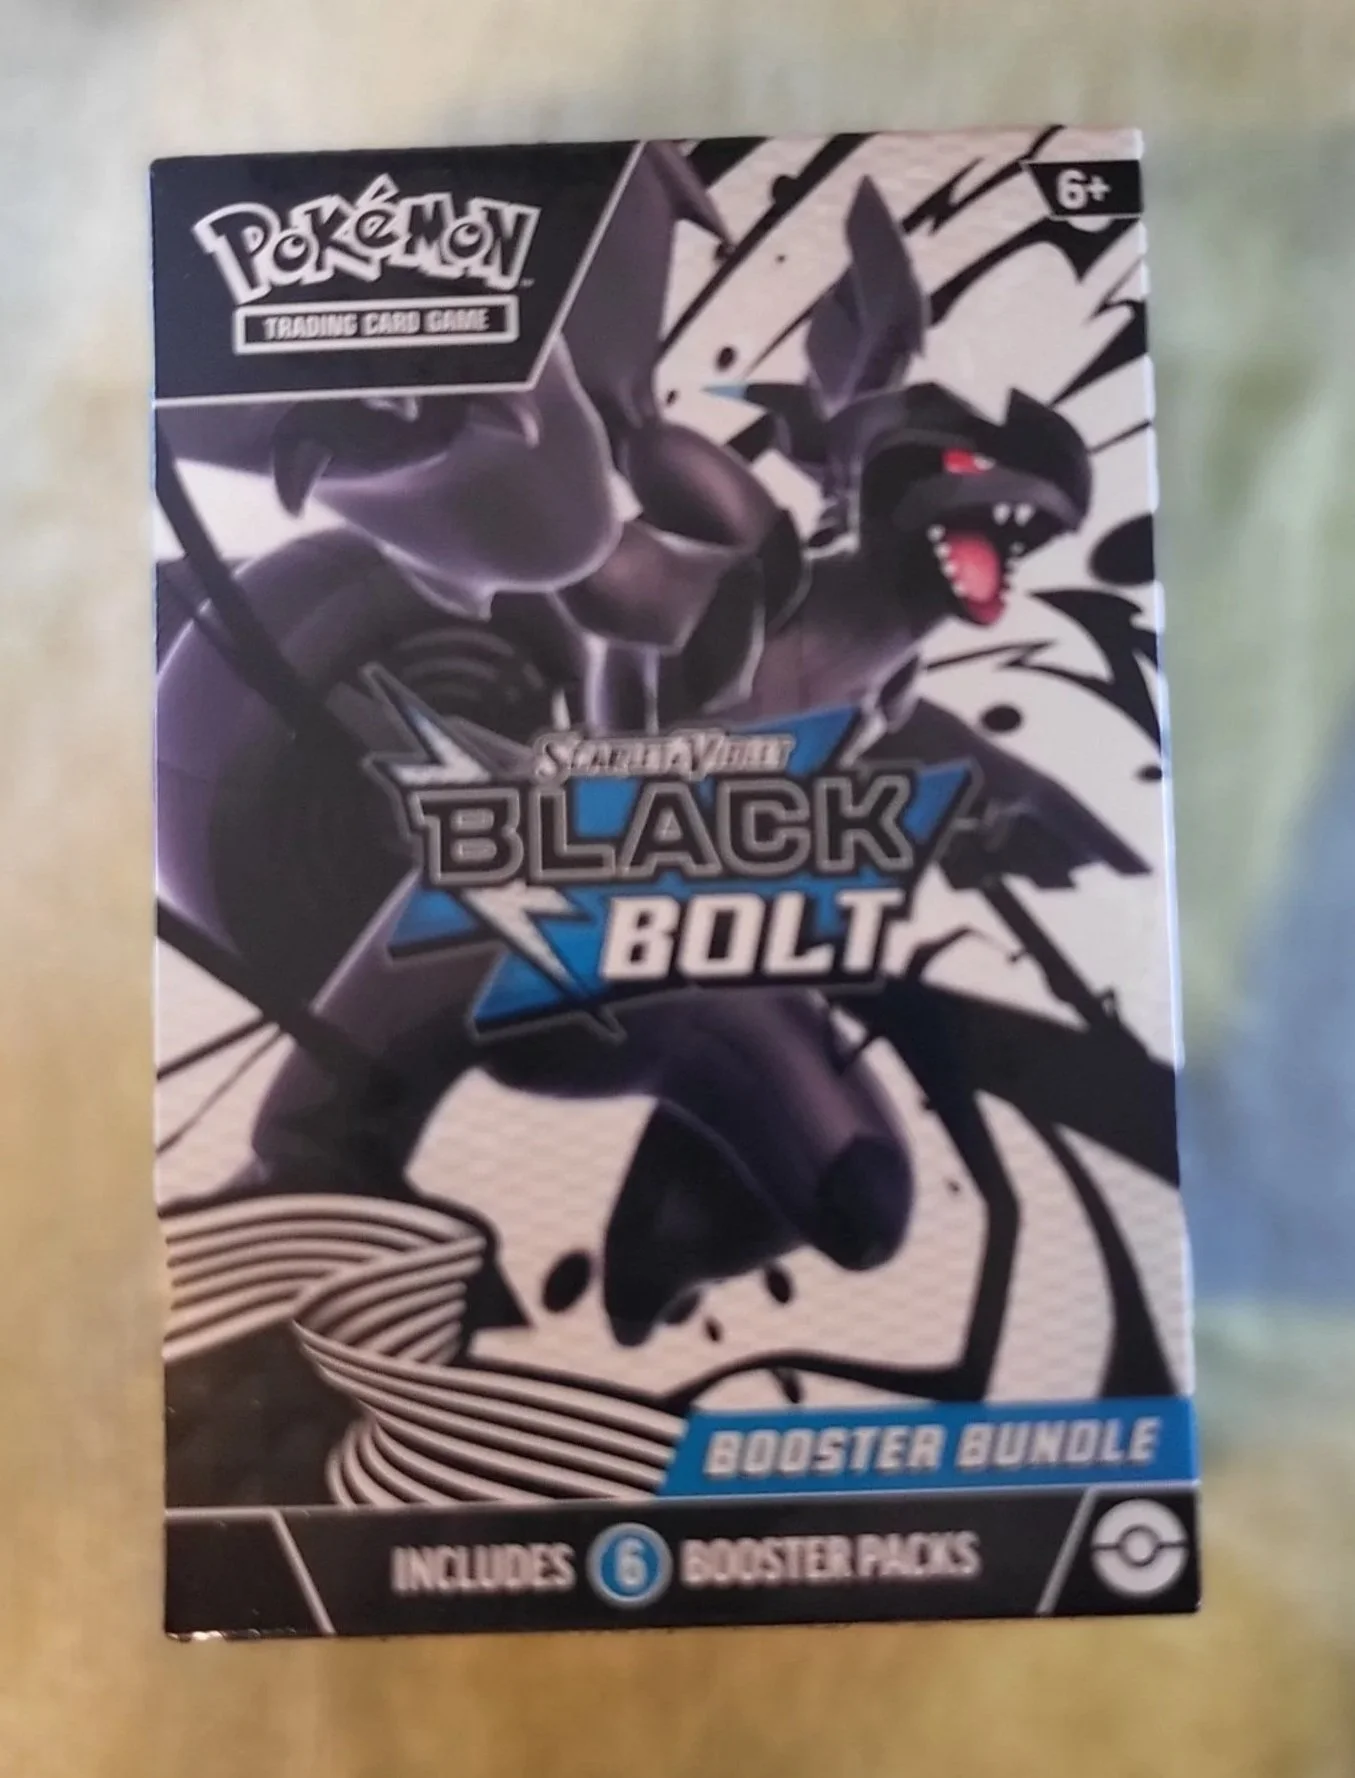 POKéMON
TRADING CARD GAME
6+
SCARLET & VIOLET
BLACK
BOLT
BOOSTER BUNDLE
INCLUDES 6 BOOSTER PACKS